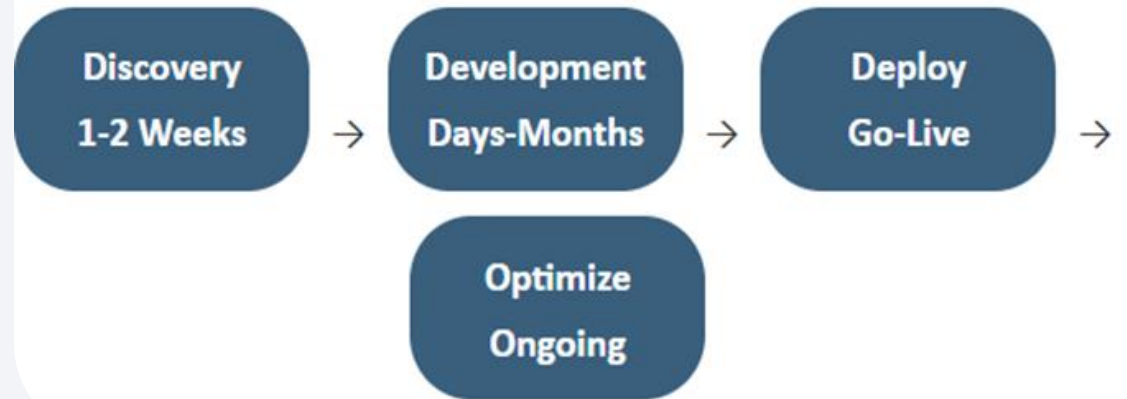 Discovery
1-2 Weeks
→
Development
Days-Months
→
Deploy
Go-Live
→
Optimize
Ongoing